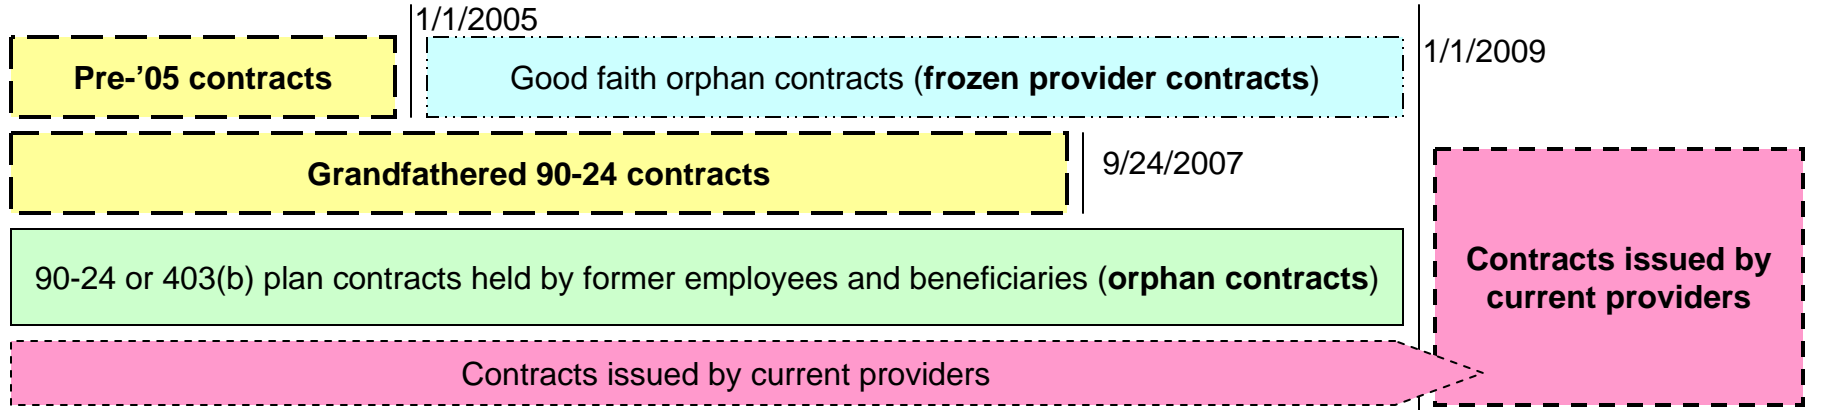 1/1/2005
Pre-’05 contracts
Good faith orphan contracts (frozen provider contracts)
1/1/2009
Grandfathered 90-24 contracts
9/24/2007
90-24 or 403(b) plan contracts held by former employees and beneficiaries (orphan contracts)
Contracts issued by
current providers
Contracts issued by current providers